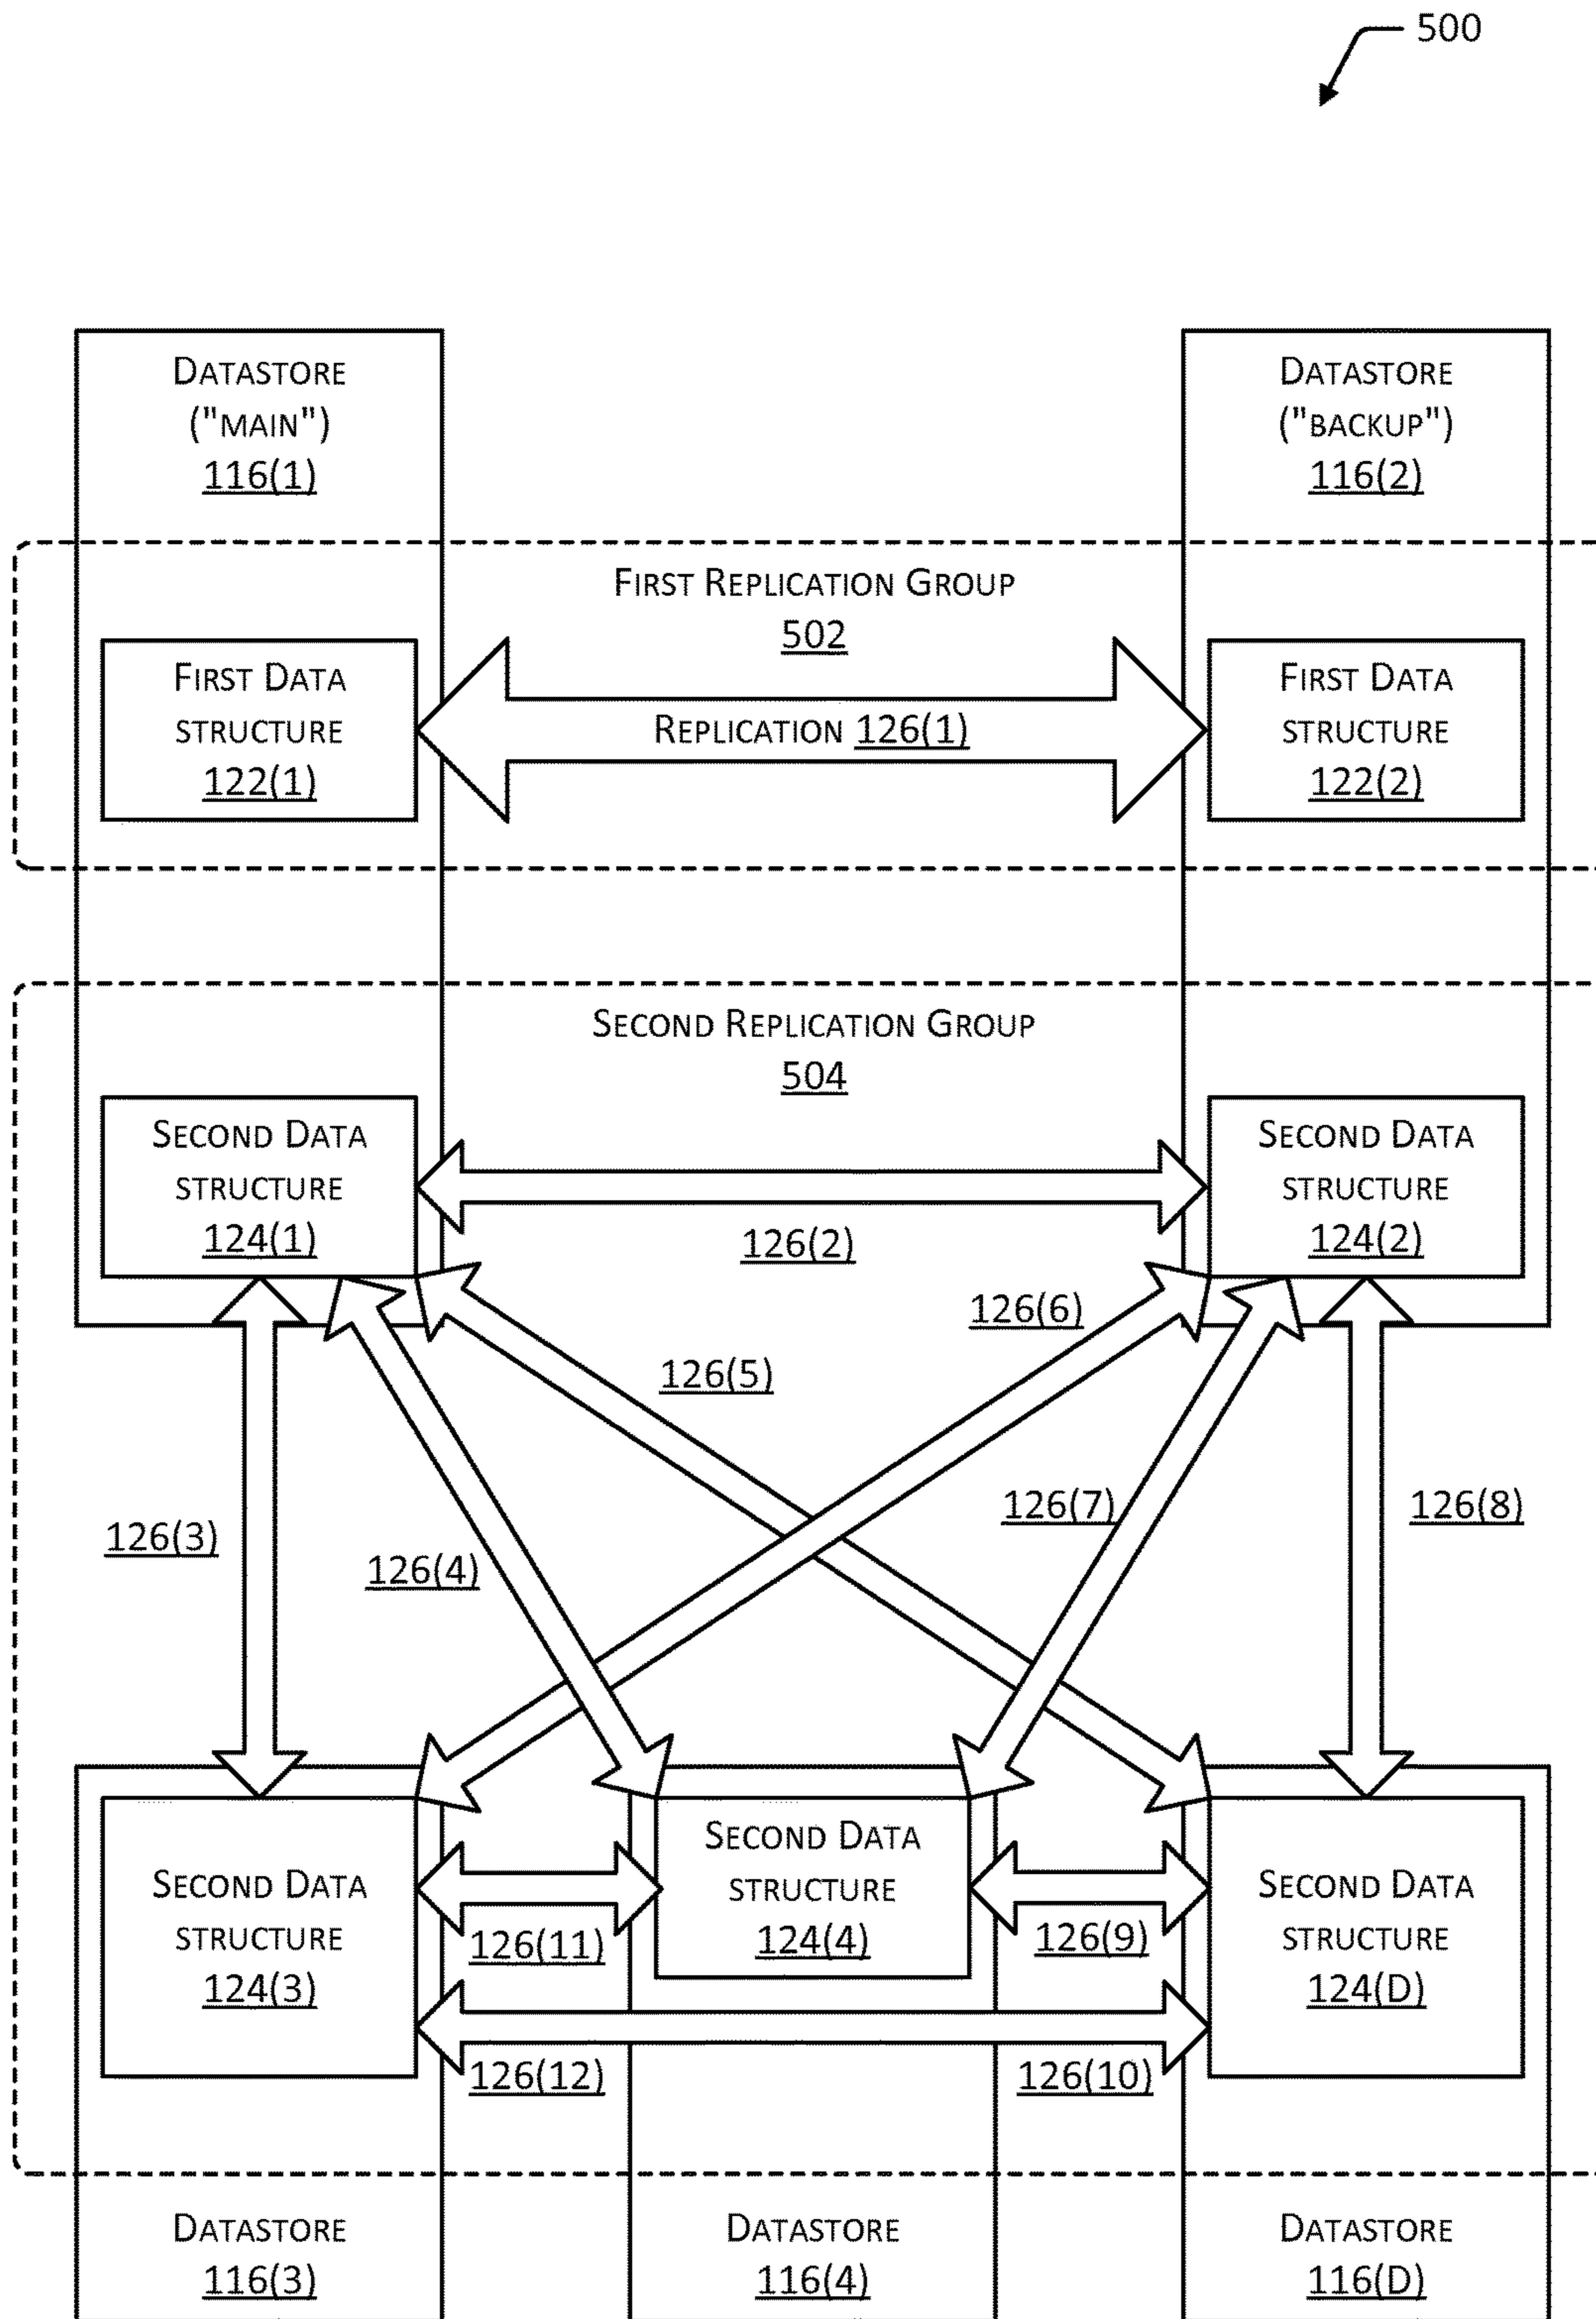 500
DATASTORE
("MAIN")
116(1)
DATASTORE
("BACKUP")
116(2)
FIRST REPLICATION GROUP
502
FIRST DATA
STRUCTURE
122(1)
REPLICATION 126(1)
FIRST DATA
STRUCTURE
122(2)
SECOND REPLICATION GROUP
504
SECOND DATA
STRUCTURE
124(1)
126(2)
SECOND DATA
STRUCTURE
124(2)
126(6)
126(5)
126(3)
126(4)
126(7)
126(8)
SECOND DATA
STRUCTURE
124(3)
126(11)
SECOND DATA
STRUCTURE
124(4)
126(9)
SECOND DATA
STRUCTURE
124(D)
126(12)
126(10)
DATASTORE
116(3)
DATASTORE
116(4)
DATASTORE
116(D)